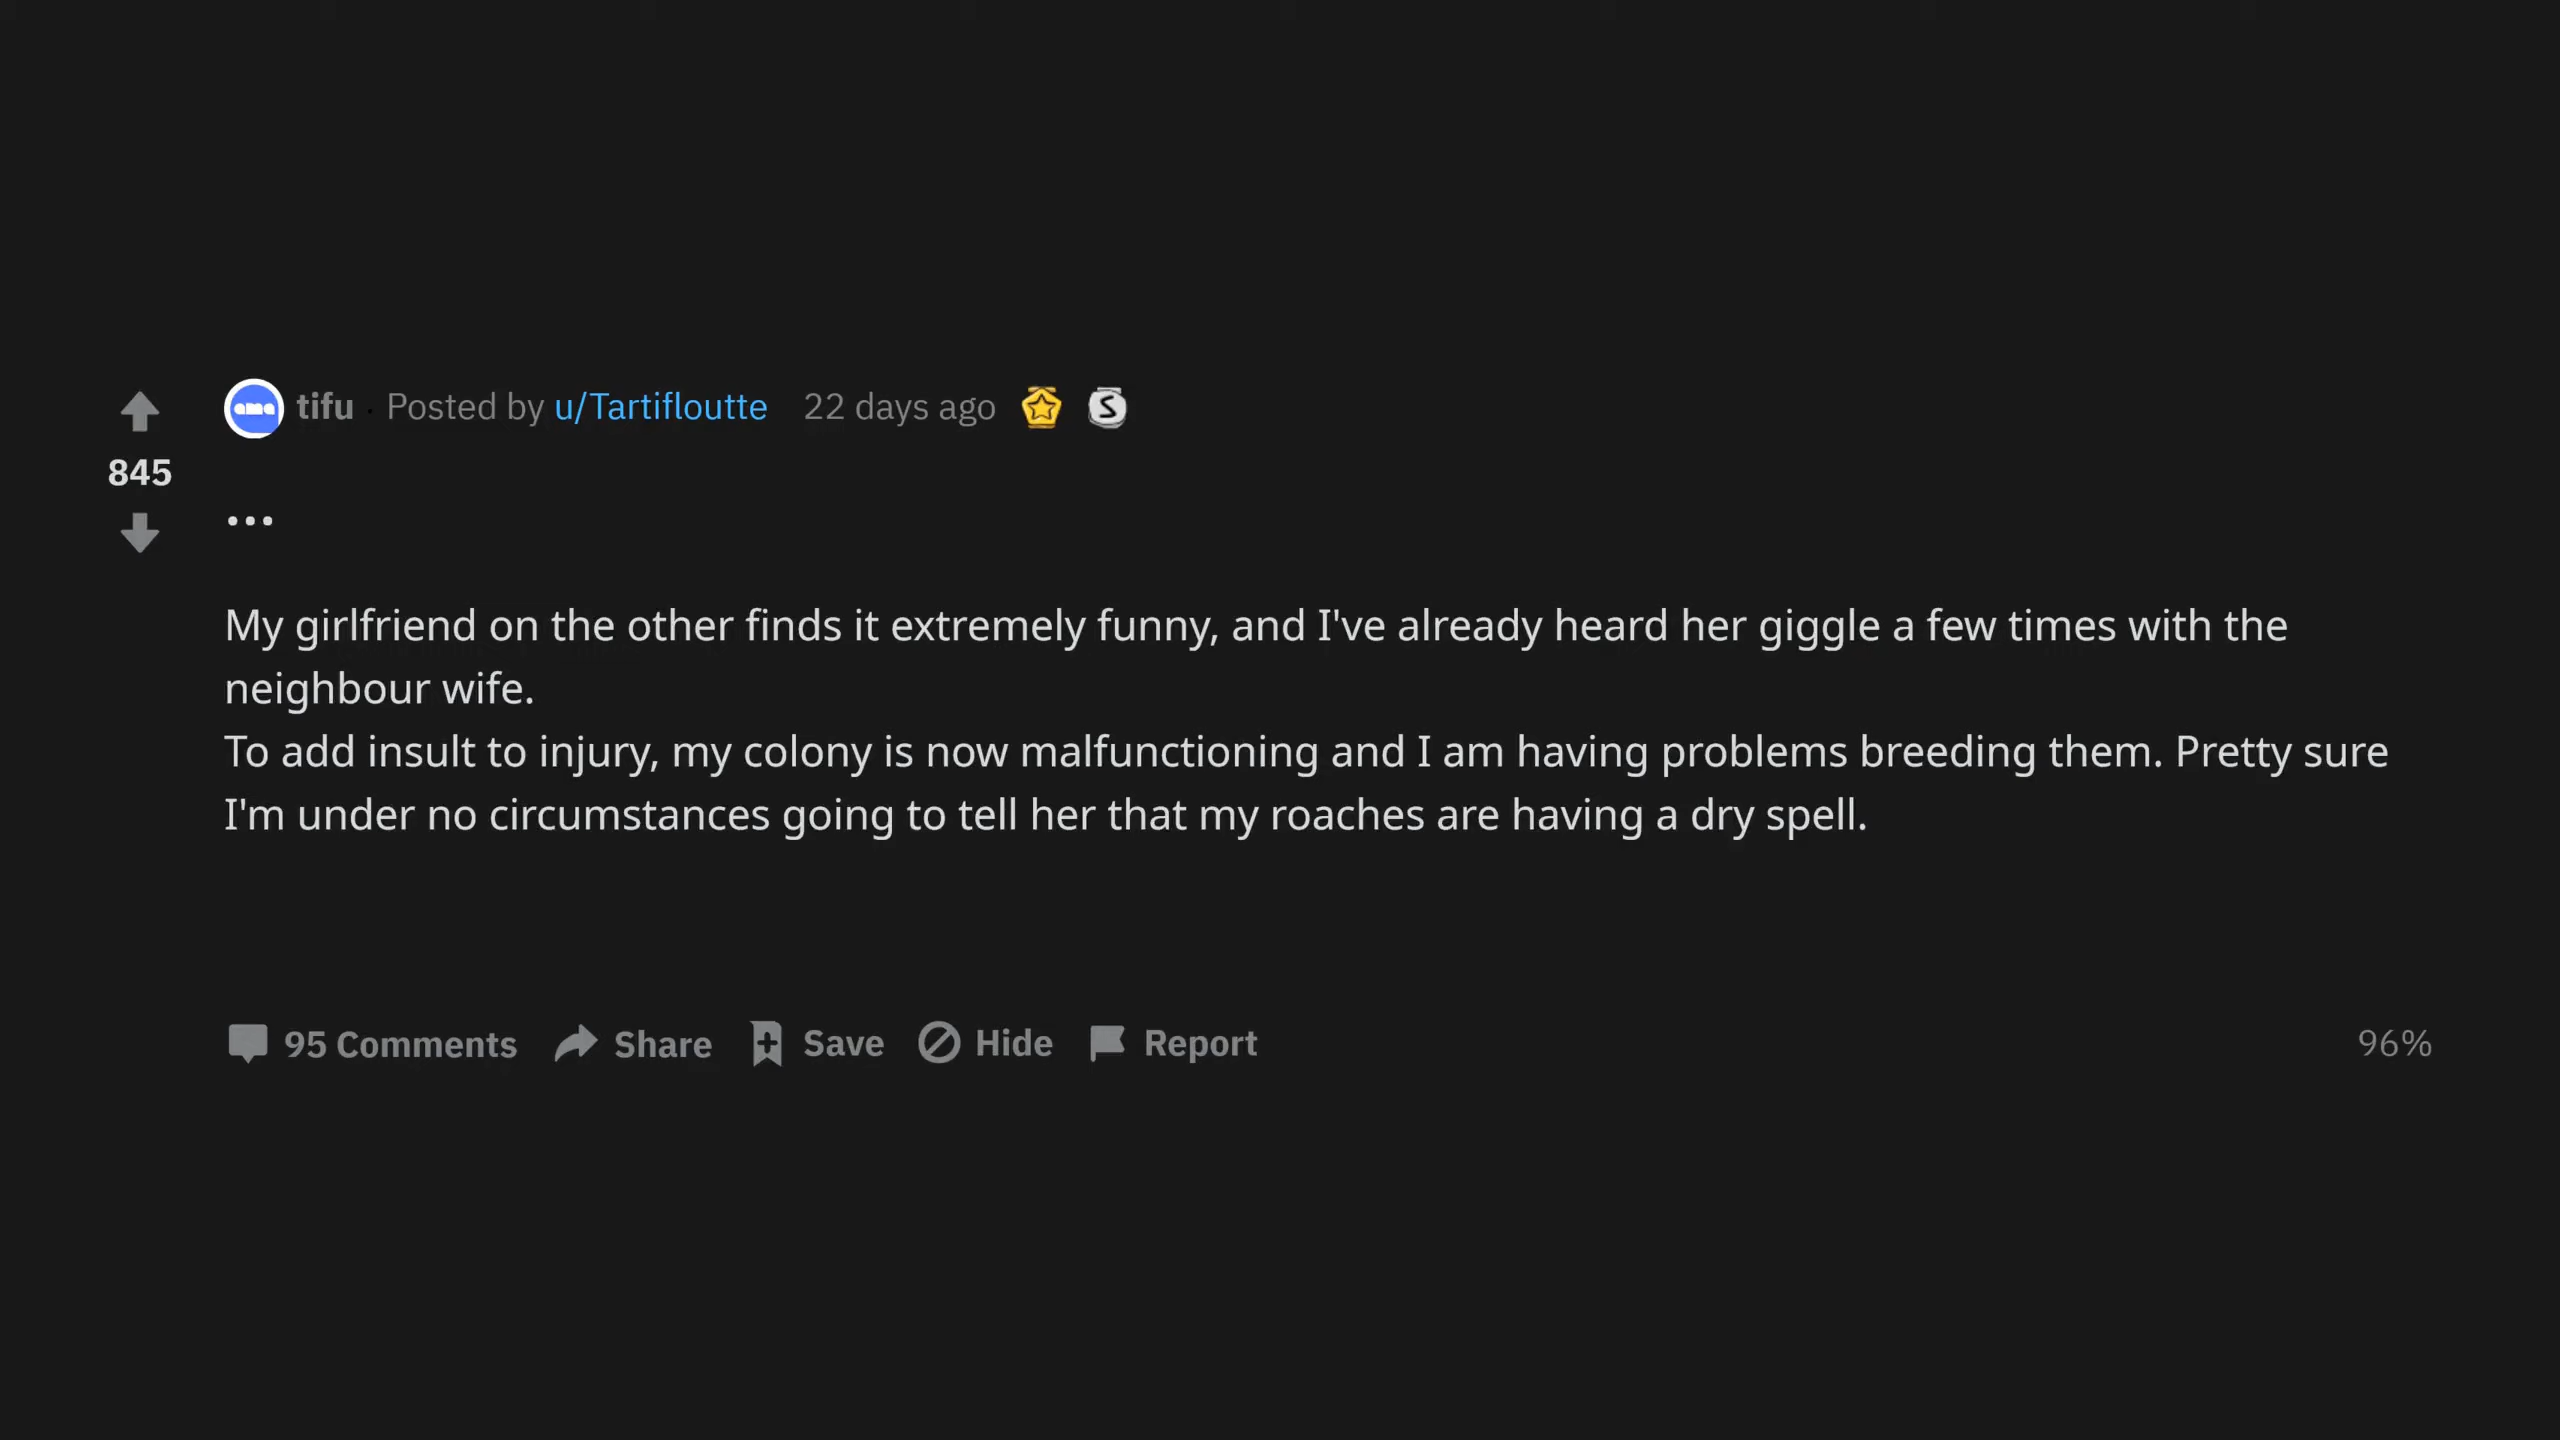 tifu · Posted by u/Tartifloutte 22 days ago
845
...
My girlfriend on the other finds it extremely funny, and I've already heard her giggle a few times with the
neighbour wife.
To add insult to injury, my colony is now malfunctioning and I am having problems breeding them. Pretty sure
I'm under no circumstances going to tell her that my roaches are having a dry spell.
95 Comments Share Save Hide Report 96%